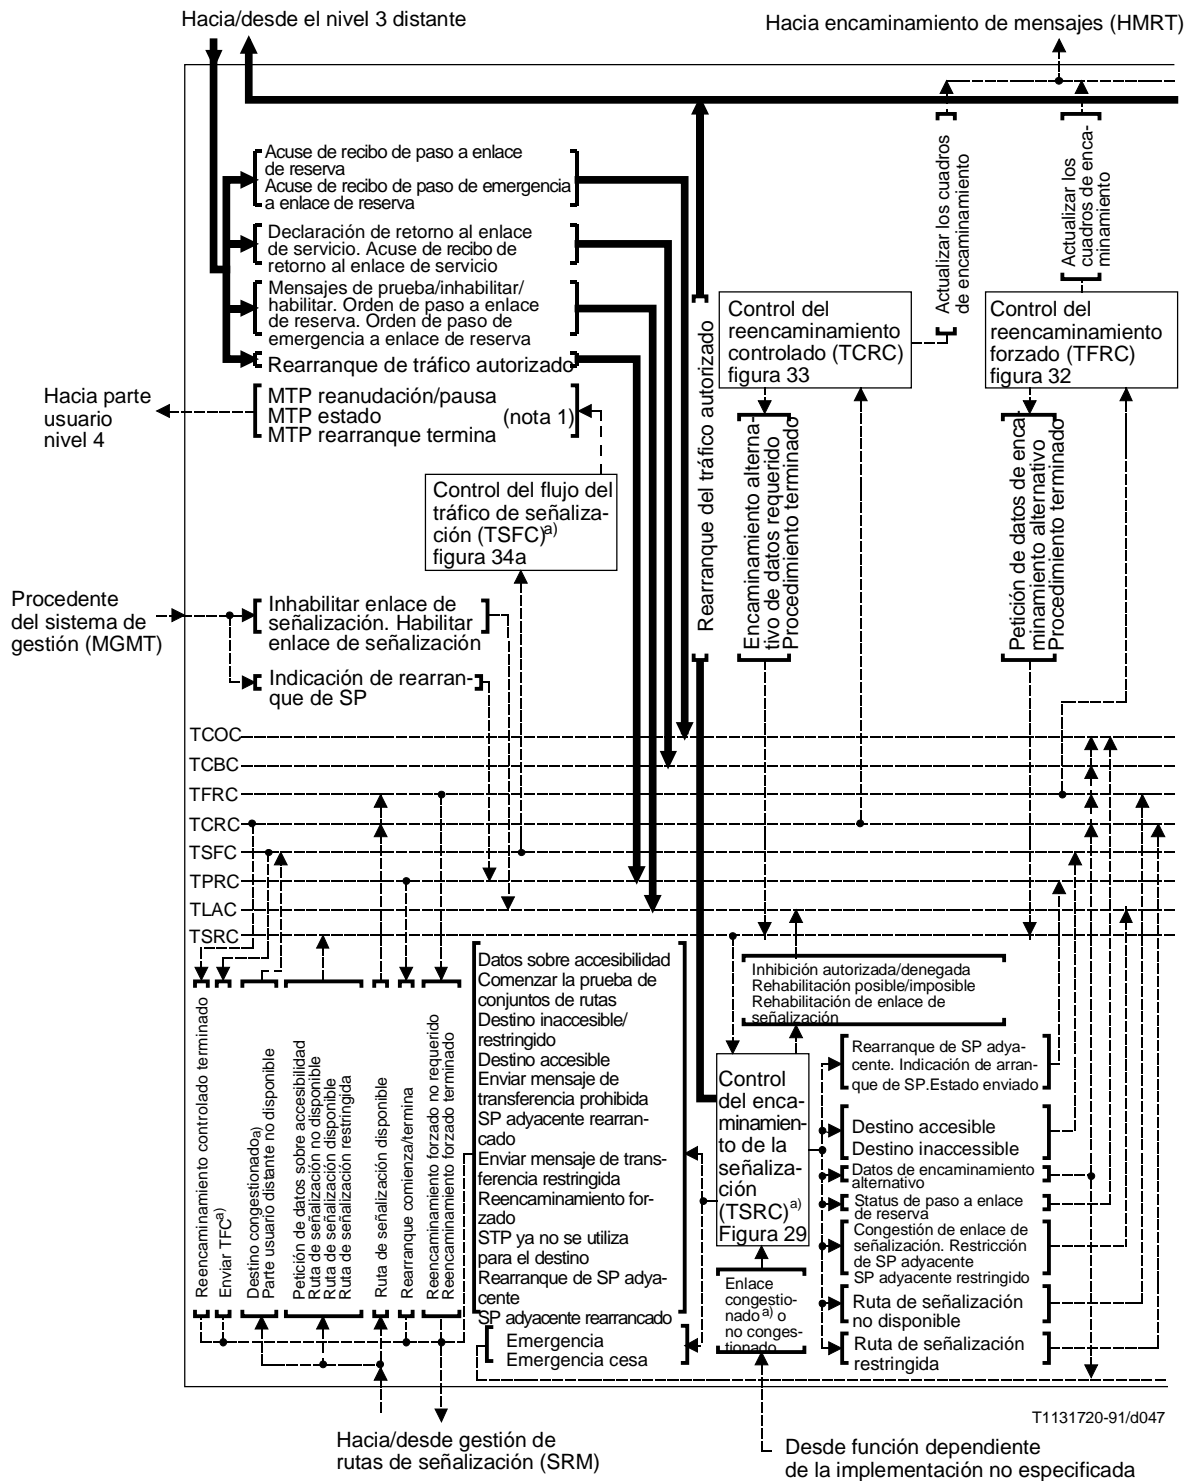 Hacia/desde el nivel 3 distante
Hacia encaminamiento de mensajes (HMRT)
Acuse de recibo de paso a enlace
de reserva
Acuse de recibo de paso de emergencia
a enlace de reserva
Declaración de retorno al enlace
de servicio. Acuse de recibo de
retorno al enlace de servicio
Mensajes de prueba/inhabilitar/
habilitar. Orden de paso a enlace
de reserva. Orden de paso de
emergencia a enlace de reserva
Rearranque de tráfico autorizado
Hacia parte
usuario
nivel 4
MTP reanudación/pausa
MTP estado (nota 1)
MTP rearranque termina
Control del flujo del
tráfico de señaliza-
ción (TSFC)a)
figura 34a
Rearranque del tráfico autorizado
Actualizar los cuadros
de encaminamiento
Actualizar los
cuadros de enca-
minamiento
Control del
reencaminamiento
controlado (TCRC)
figura 33
Control del
reencaminamiento
forzado (TFRC)
figura 32
Encaminamiento alterna-
tivo de datos requerido
Procedimiento terminado
Petición de datos de enca-
minamiento alternativo
Procedimiento terminado
Procedente
del sistema de
gestión (MGMT)
Inhabilitar enlace de
señalización. Habilitar
enlace de señalización
Indicación de rearran-
que de SP
TCOC
TCBC
TFRC
TCRC
TSFC
TPRC
TLAC
TSRC
Reencaminamiento controlado terminado
Enviar TFCa)
Destino congestionadoa)
Parte usuario distante no disponible
Petición de datos sobre accesibilidad
Ruta de señalización no disponible
Ruta de señalización disponible
Ruta de señalización restringida
Ruta de señalización disponible
Rearranque comienza/termina
Reencaminamiento forzado no requerido
Reencaminamiento forzado terminado
Datos sobre accesibilidad
Comenzar la prueba de
conjuntos de rutas
Destino inaccesible/
restringido
Destino accesible
Enviar mensaje de
transferencia prohibida
SP adyacente rearran-
cado
Enviar mensaje de trans-
ferencia restringida
Reencaminamiento for-
zado
STP ya no se utiliza
para el destino
Rearranque de SP adya-
cente
SP adyacente rearrancado
Emergencia
Emergencia cesa
Inhibición autorizada/denegada
Rehabilitación posible/imposible
Rehabilitación de enlace de
señalización
Control
del enca-
minamien-
to de la
señaliza-
ción
(TSRC)a)
Figura 29
Enlace
congestio-
nadoa) o
no conges-
tionado
Rearranque de SP adya-
cente. Indicación de arran-
que de SP.Estado enviado
Destino accesible
Destino inaccessible
Datos de encaminamiento
alternativo
Status de paso a enlace
de reserva
Congestión de enlace de
señalización. Restricción
de SP adyacente
SP adyacente restringido
Ruta de señalización
no disponible
Ruta de señalización
restringida
T1131720-91/d047
Hacia/desde gestión de
rutas de señalización (SRM)
Desde función dependiente
de la implementación no especificada